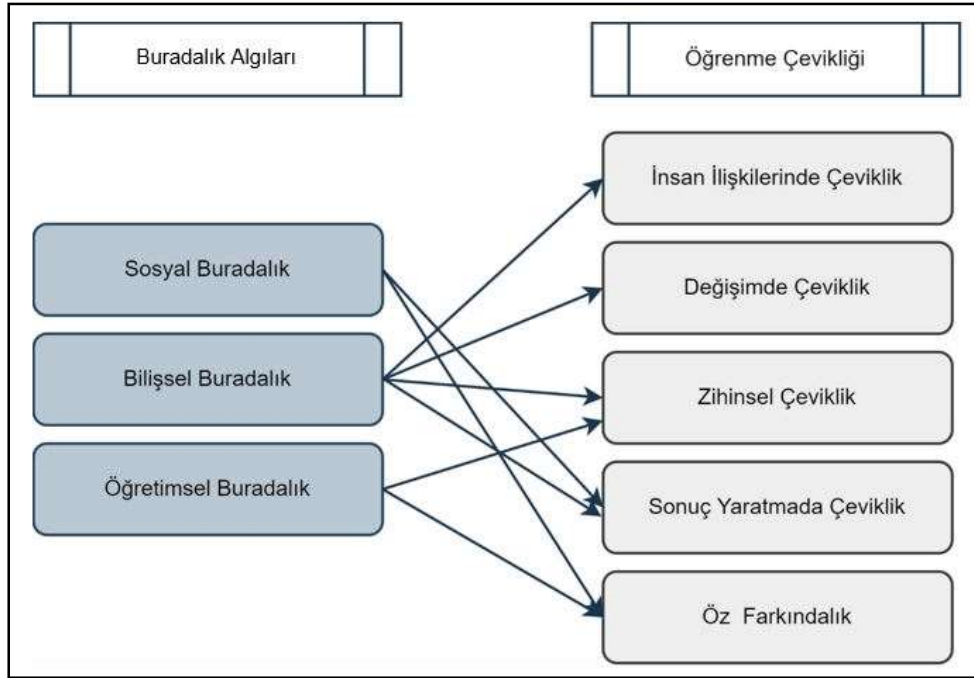 Buradalık Algıları
Öğrenme Çevikliği
Sosyal Buradalık
Bilişsel Buradalık
Öğretimsel Buradalık
İnsan İlişkilerinde Çeviklik
Değişimde Çeviklik
Zihinsel Çeviklik
Sonuç Yaratmada Çeviklik
Öz Farkındalık